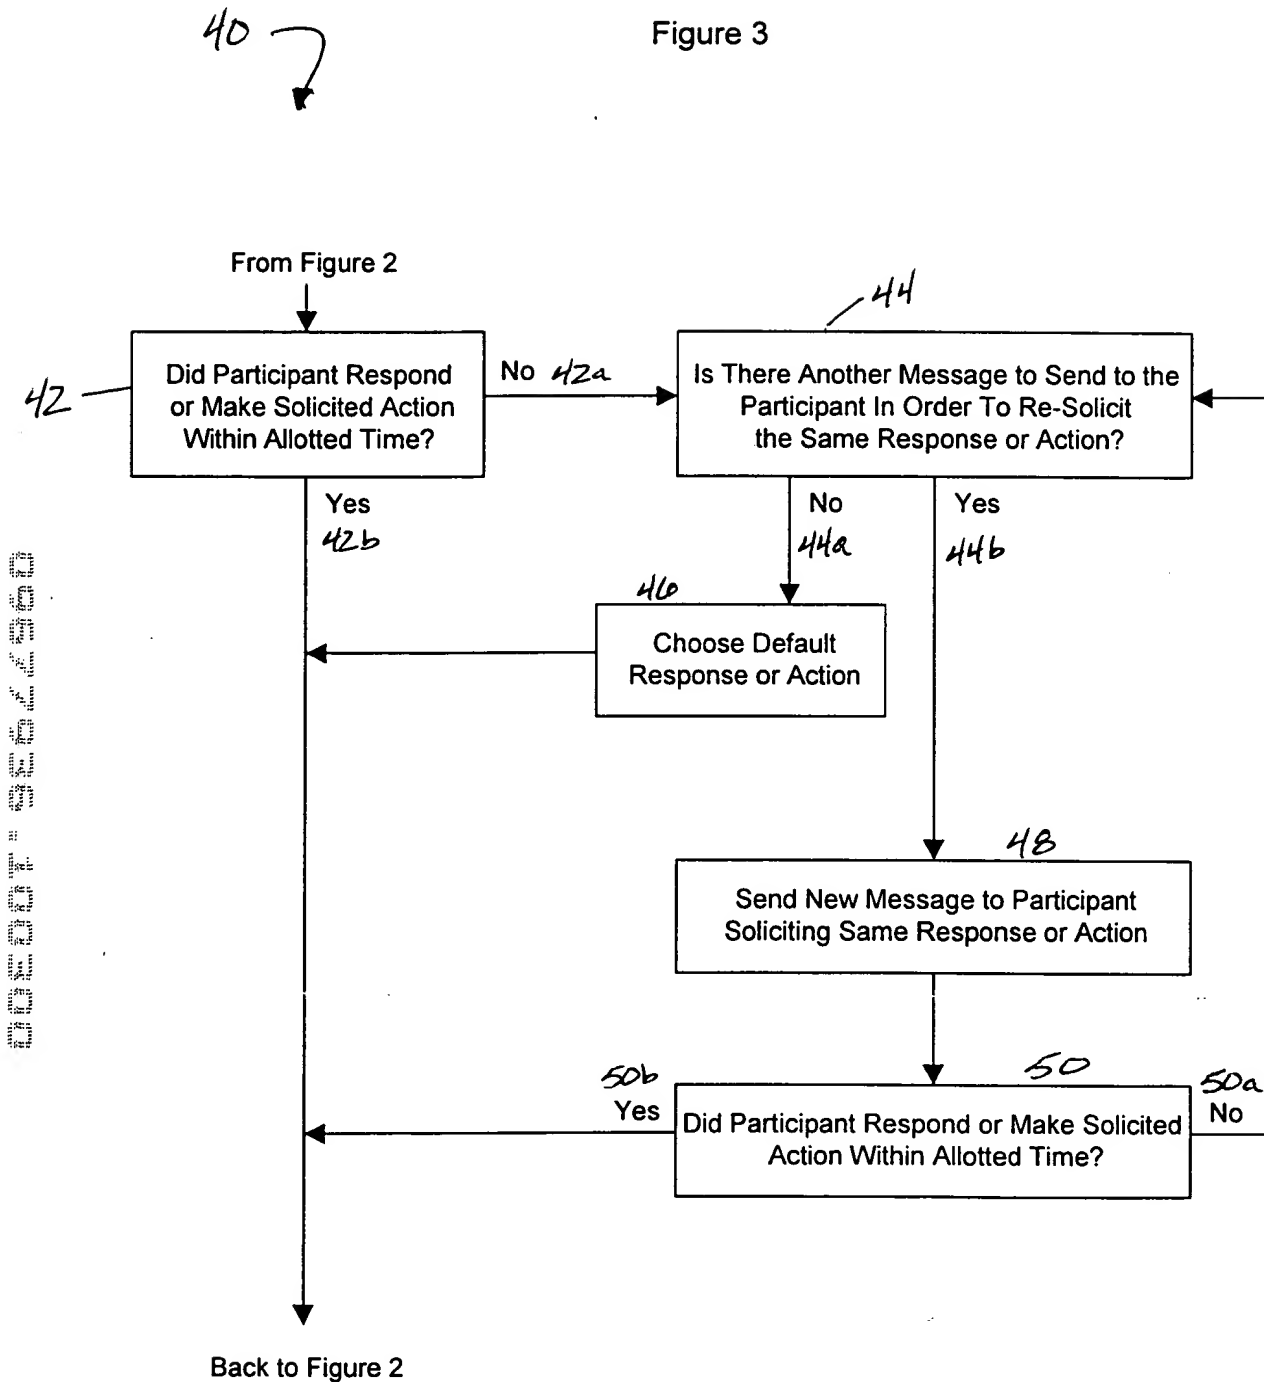 40
Figure 3
From Figure 2
44
42
Did Participant Respond
or Make Solicited Action
Within Allotted Time?
No 42a
Is There Another Message to Send to the
Participant In Order To Re-Solicit
the Same Response or Action?
Yes
42b
No
44a
Yes
44b
46
Choose Default
Response or Action
48
Send New Message to Participant
Soliciting Same Response or Action
50b
Yes
50
Did Participant Respond or Make Solicited
Action Within Allotted Time?
50a
No
Back to Figure 2